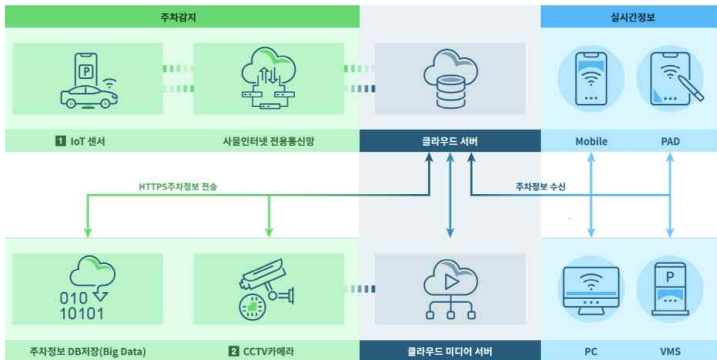 주차감지
실시간정보
P
1 IoT 센서
사물인터넷 전용통신망
클라우드 서버
Mobile
PAD
HTTPS주차정보 전송
주차정보 수신
010
10101
P
주차정보 DB저장(Big Data)
2 CCTV카메라
클라우드 미디어 서버
PC
VMS